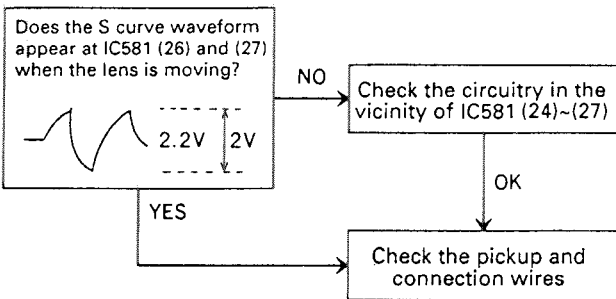 Does the S curve waveform
appear at IC581 (26) and (27)
when the lens is moving?
2.2V
2V
NO
Check the circuitry in the
vicinity of IC581 (24)~(27)
OK
YES
Check the pickup and
connection wires